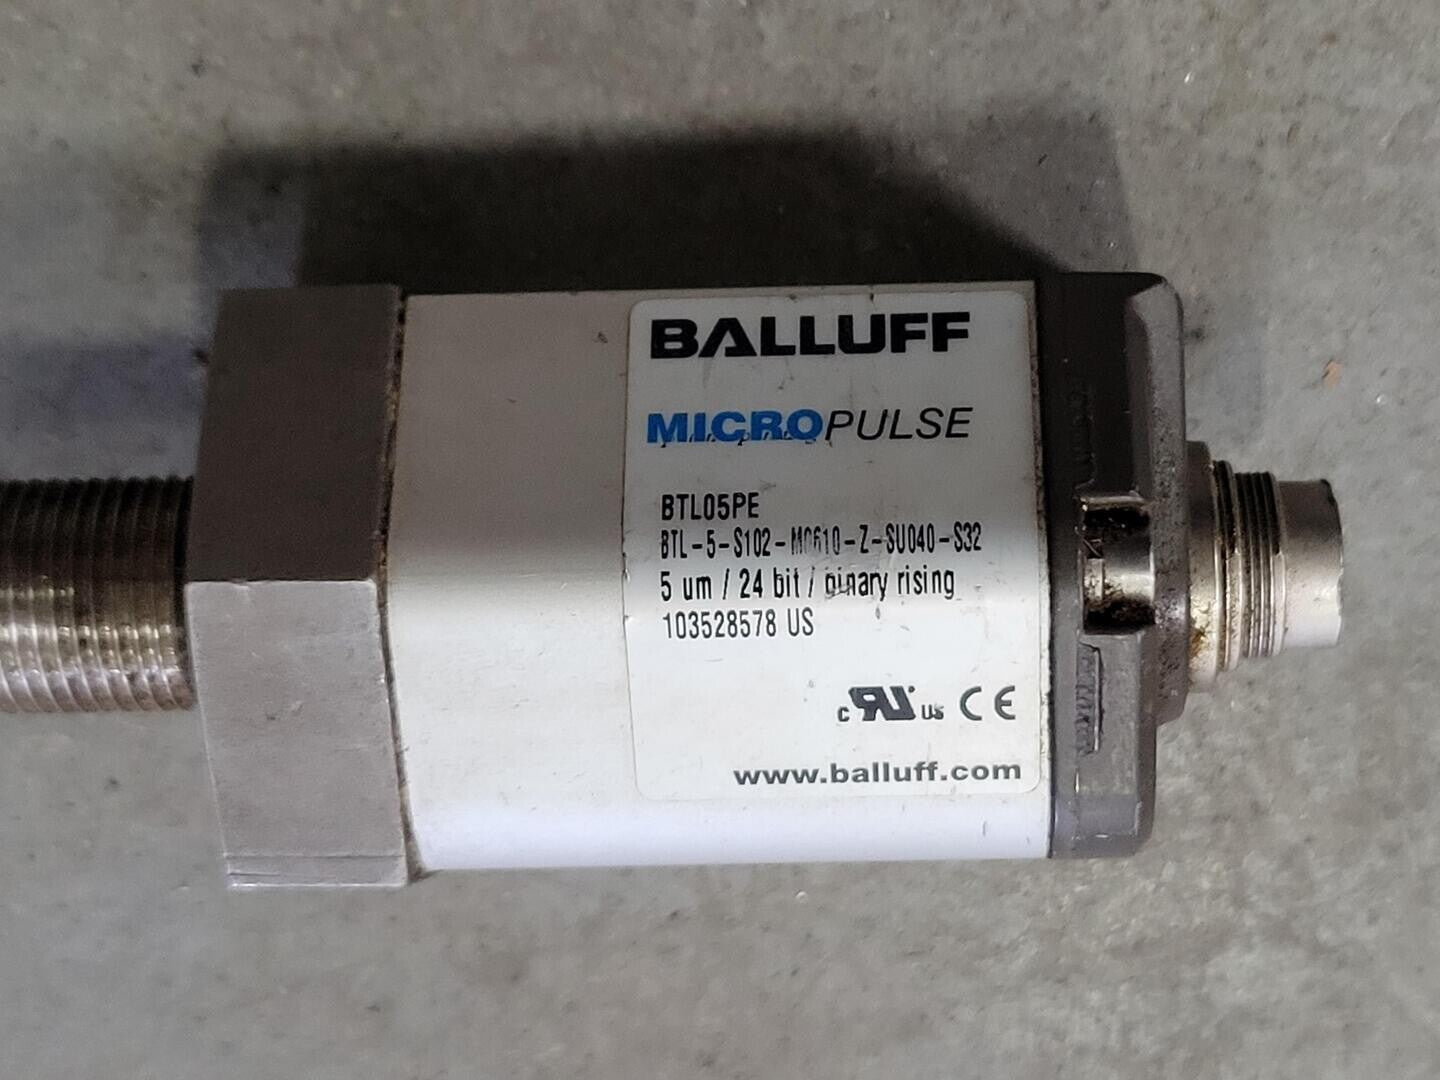 BALLUFF
MICROPULSE
BTL05PE
BTL-5-S102-M0610-Z-SU040-S32
5 um / 24 bit / binary rising
103528578 US
c RU us CE
www.balluff.com